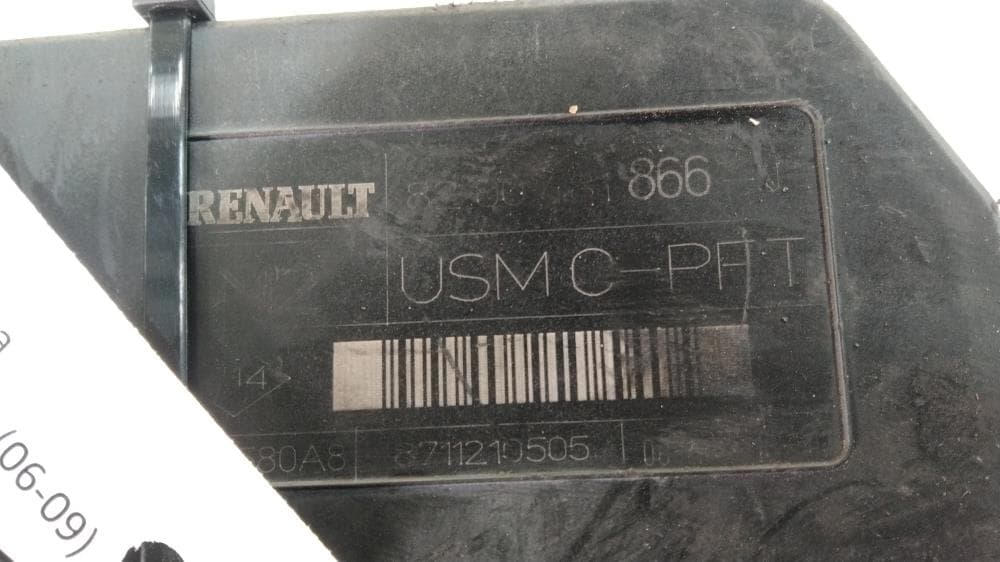 RENAULT
866
USM C-PFT
14
80A8
8711210505
a
(06-09)